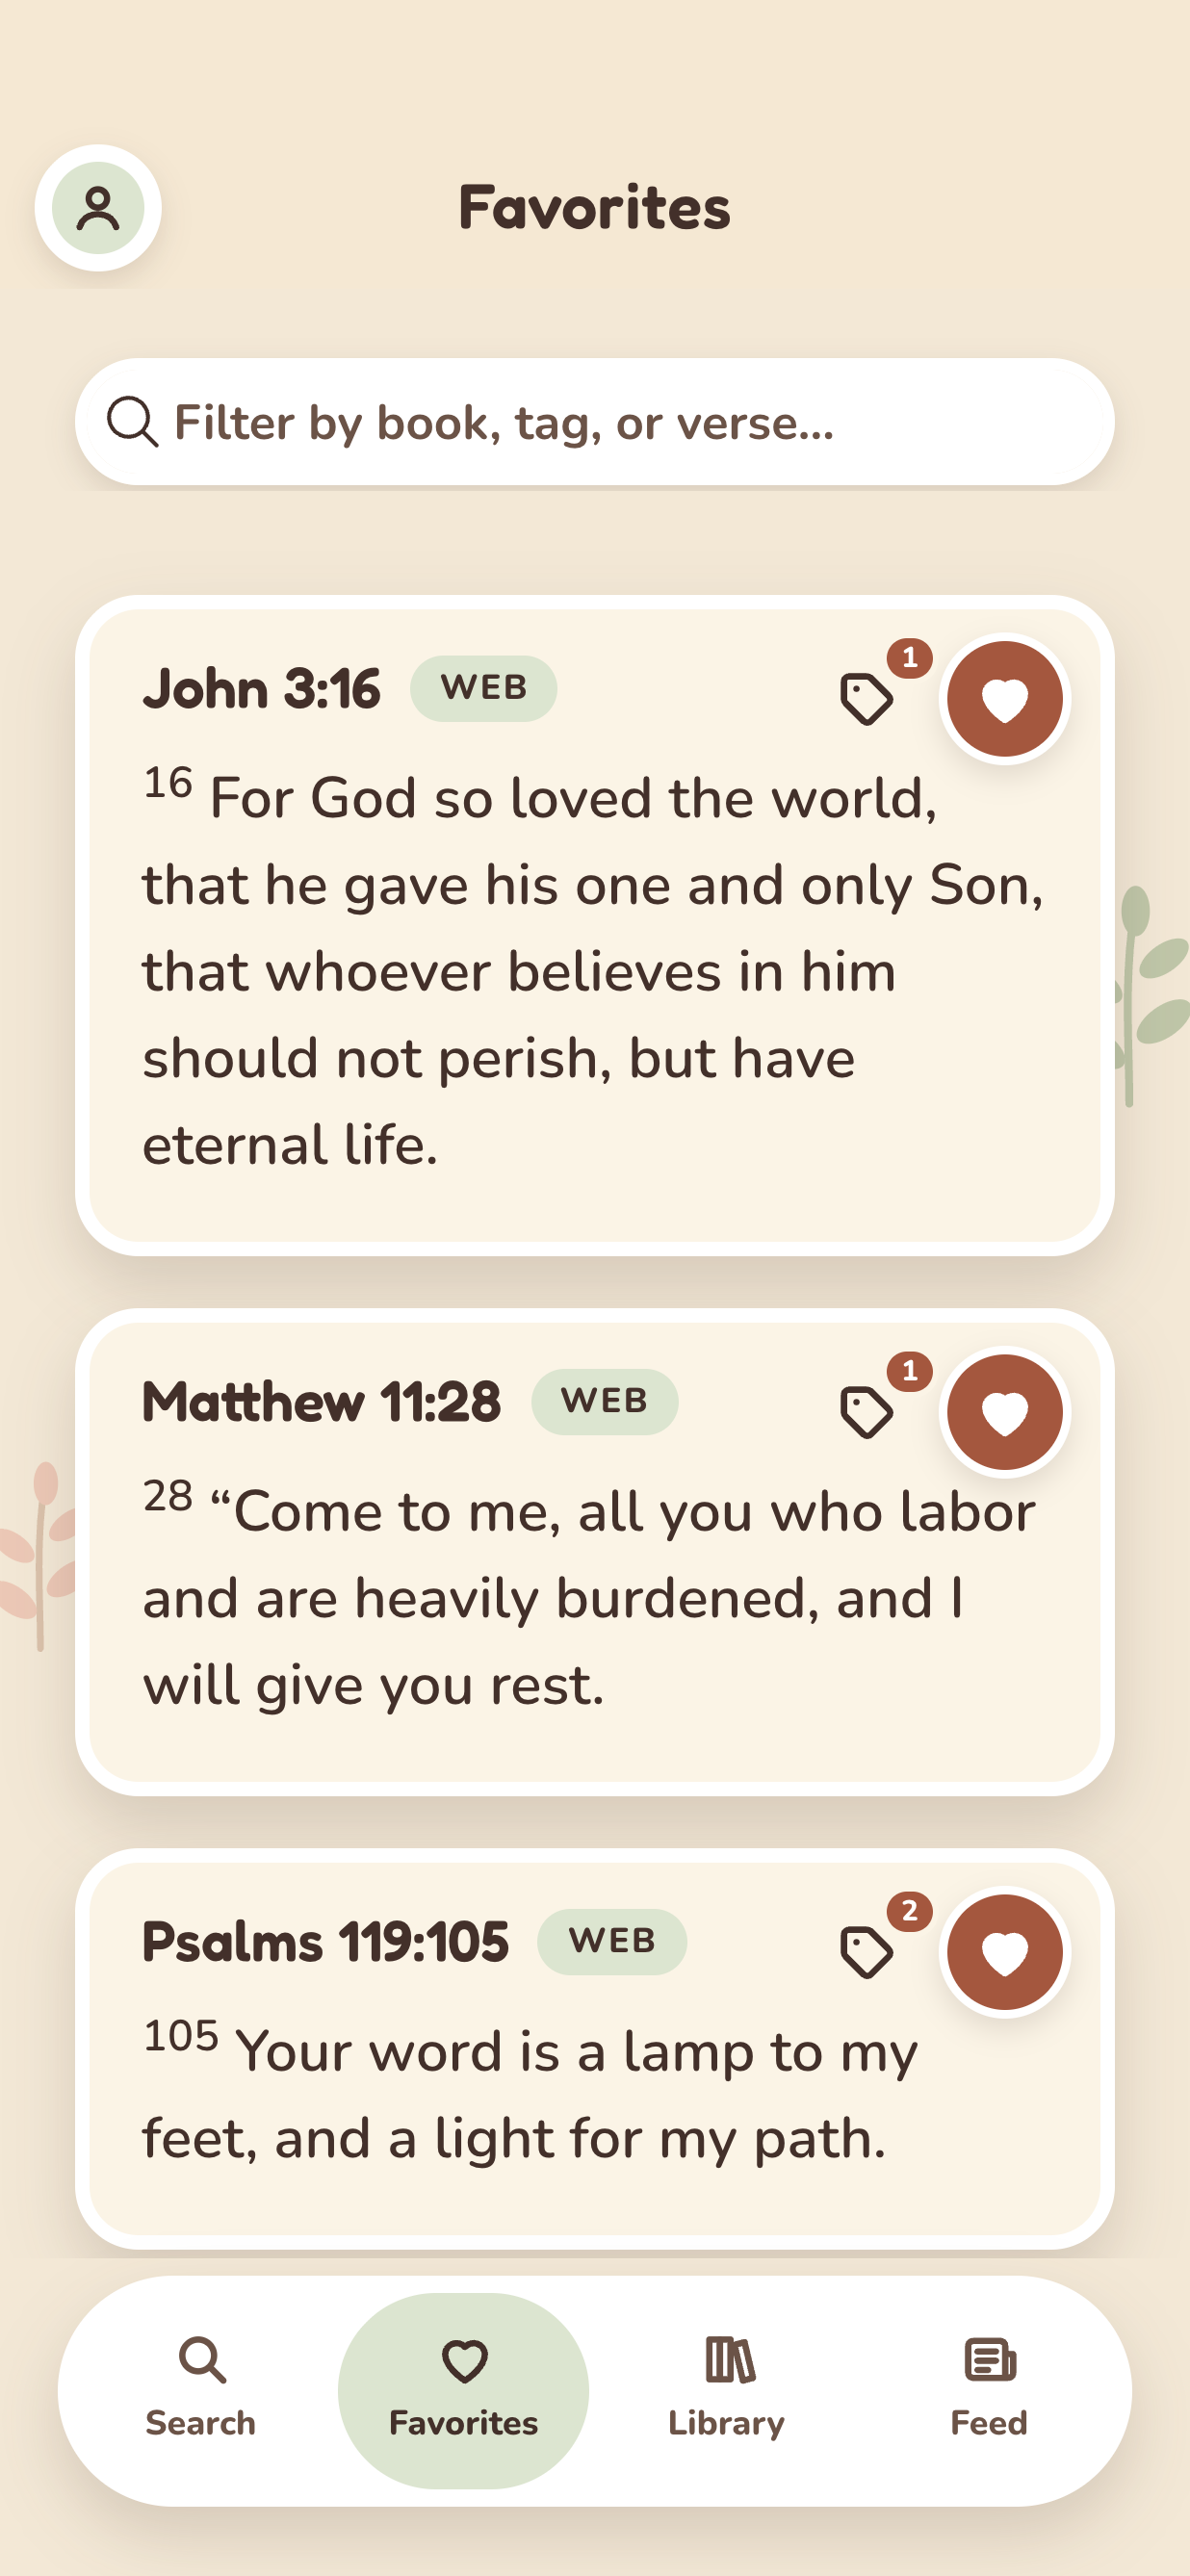 Favorites
Filter by book, tag, or verse...
John 3:16 WEB 1
16 For God so loved the world,
that he gave his one and only Son,
that whoever believes in him
should not perish, but have
eternal life.
Matthew 11:28 WEB 1
28 “Come to me, all you who labor
and are heavily burdened, and I
will give you rest.
Psalms 119:105 WEB 2
105 Your word is a lamp to my
feet, and a light for my path.
Search Favorites Library Feed